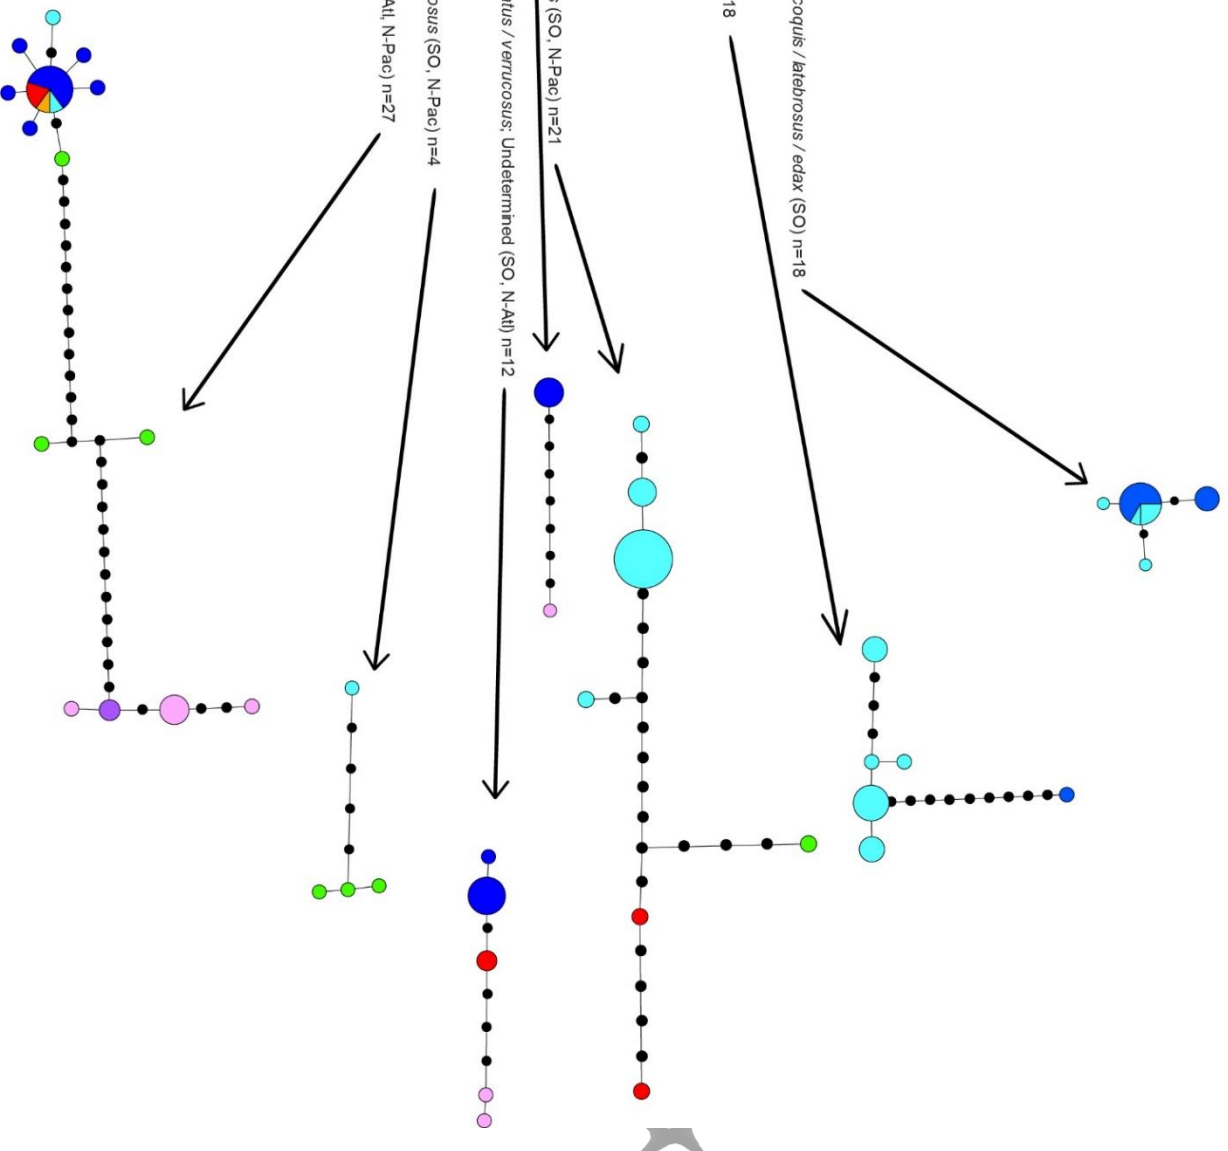 Atl, N-Pac) n=27
osus (SO, N-Pac) n=4
atus / verrucosus; Undetermined (SO, N-Atl) n=12
s (SO, N-Pac) n=21
18
coquis / latebrosus / edax (SO) n=18